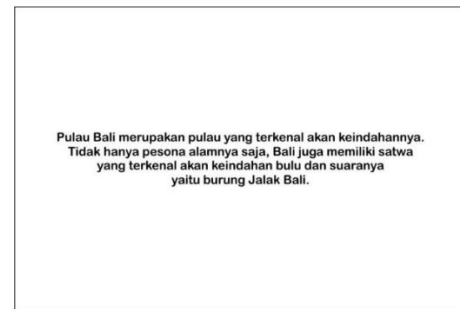 Pulau Bali merupakan pulau yang terkenal akan keindahannya.
Tidak hanya pesona alamnya saja, Bali juga memiliki satwa
yang terkenal akan keindahan bulu dan suaranya
yaitu burung Jalak Bali.